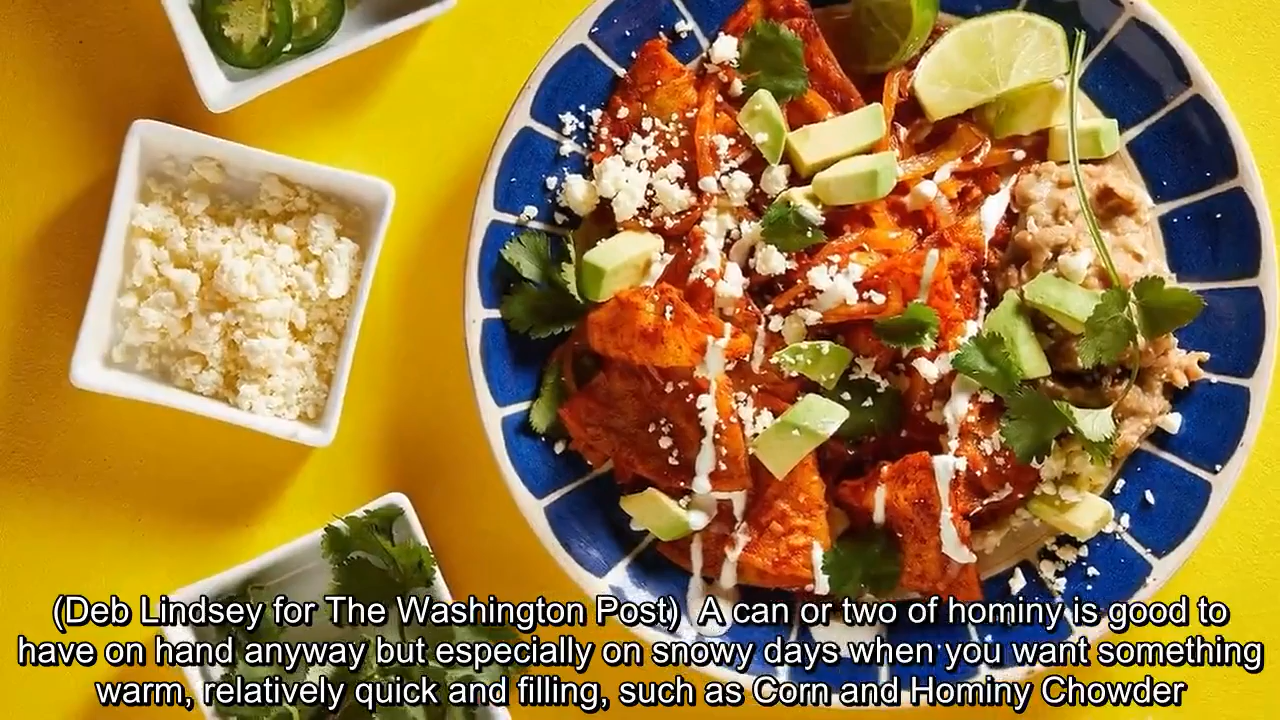 (Deb Lindsey for The Washington Post)  A can or two of hominy is good to
have on hand anyway but especially on snowy days when you want something
warm, relatively quick and filling, such as Corn and Hominy Chowder